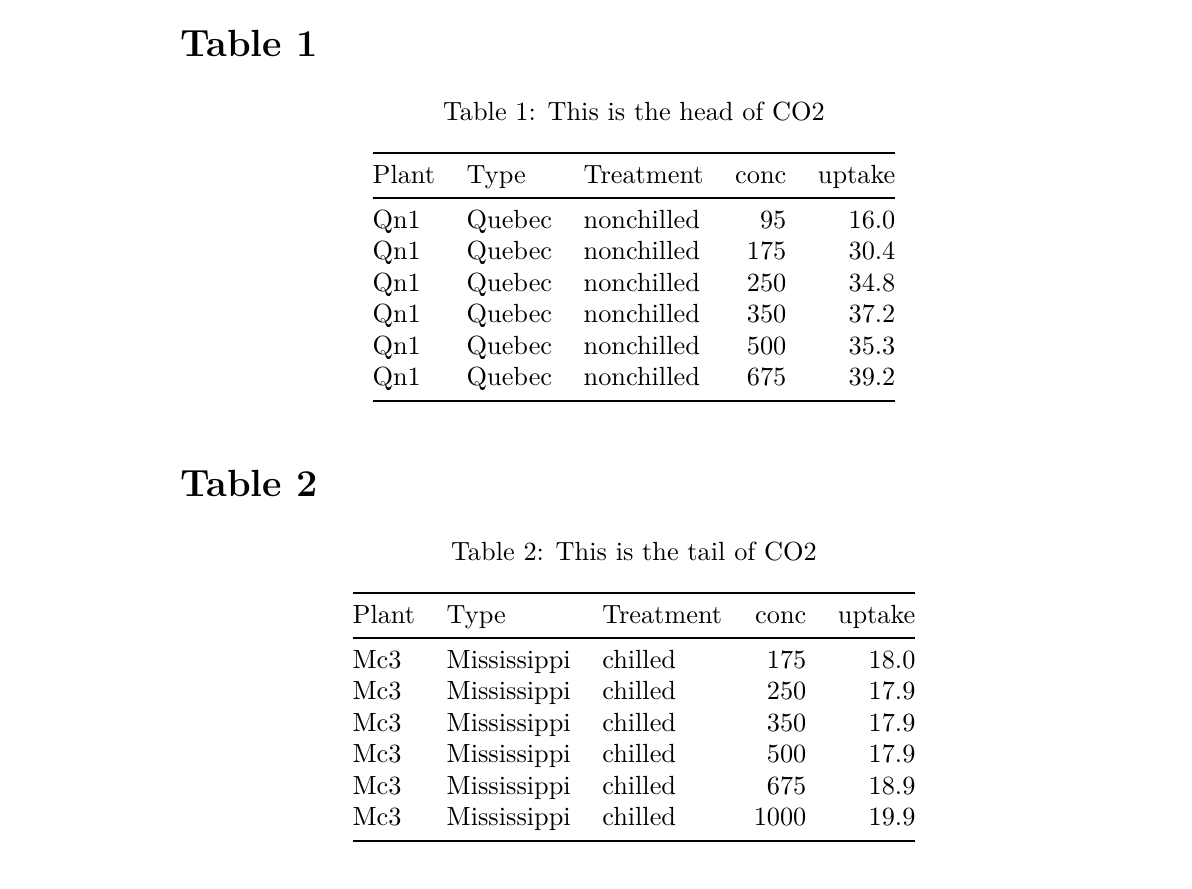 Table 1
Table 1: This is the head of CO2
Plant Type Treatment conc uptake
Qn1 Quebec nonchilled 95 16.0
Qn1 Quebec nonchilled 175 30.4
Qn1 Quebec nonchilled 250 34.8
Qn1 Quebec nonchilled 350 37.2
Qn1 Quebec nonchilled 500 35.3
Qn1 Quebec nonchilled 675 39.2
Table 2
Table 2: This is the tail of CO2
Plant Type Treatment conc uptake
Mc3 Mississippi chilled 175 18.0
Mc3 Mississippi chilled 250 17.9
Mc3 Mississippi chilled 350 17.9
Mc3 Mississippi chilled 500 17.9
Mc3 Mississippi chilled 675 18.9
Mc3 Mississippi chilled 1000 19.9